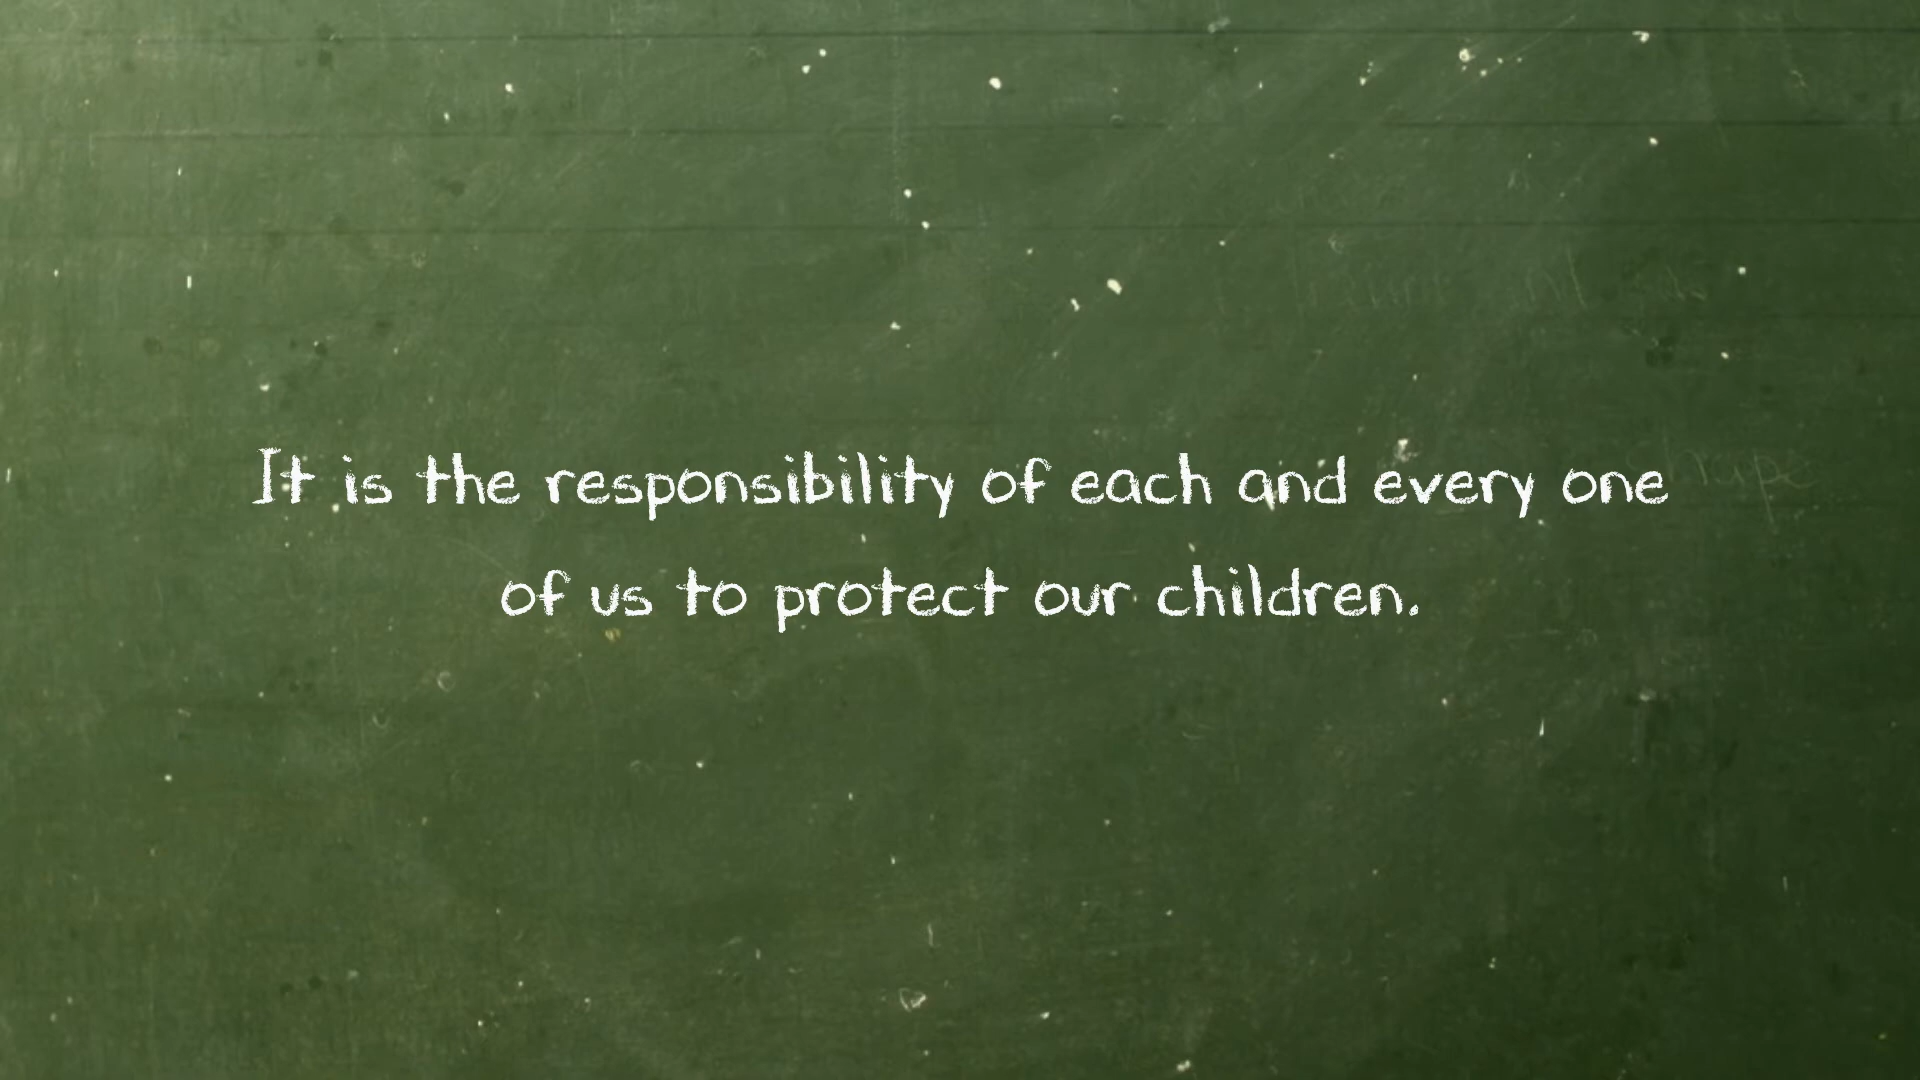 It is the responsibility of each and every one
of us to protect our children.